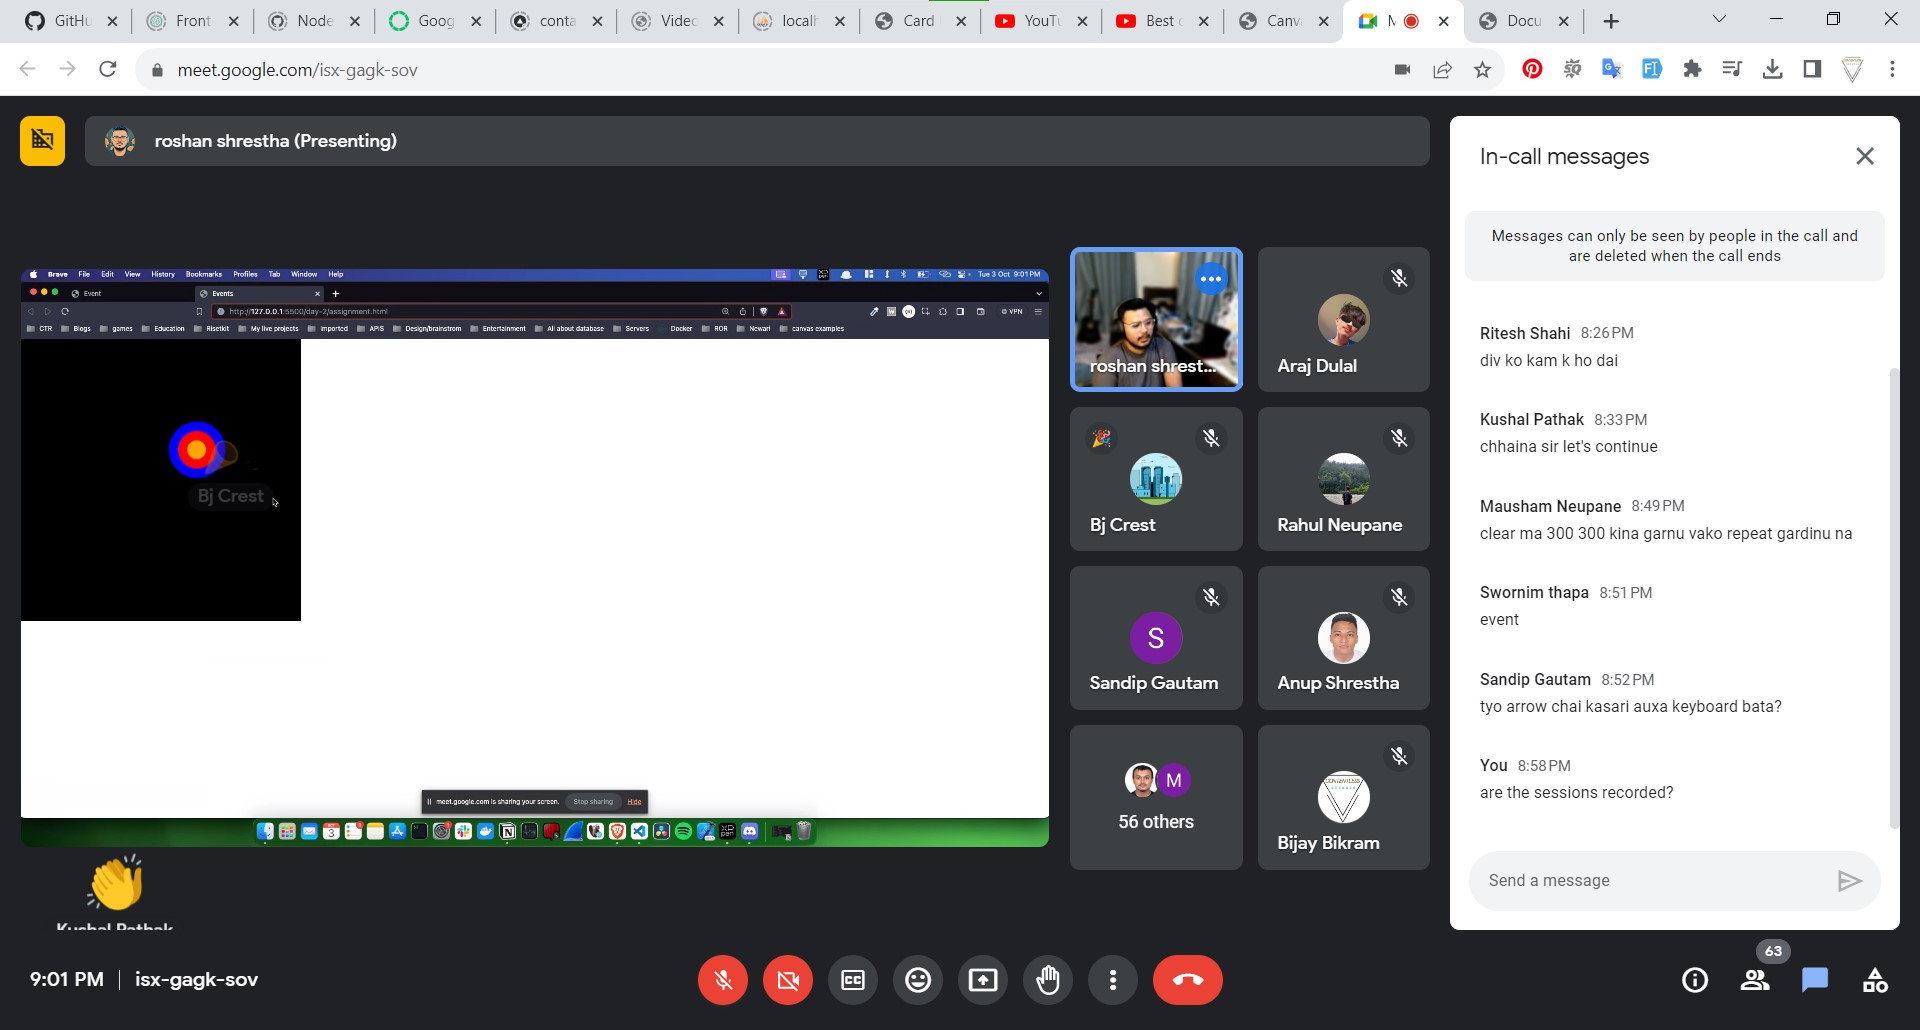 GitHu
Front
Node
Goog
conta
Videc
localh
Card
YouTu
Best c
Canva
Docu
meet.google.com/isx-gagk-sov
roshan shrestha (Presenting)
Brave File Edit View History Bookmarks Profiles Tab Window Help
Tue 3 Oct 9:01 PM
Event
Events
http://127.0.0.1:5500/day-2/assignment.html
VPN
CTR Blogs games Education Risetkit My live projects imported APIS Design/brainstrom Entertainment All about database Servers Docker ROR Newari canvas examples
Bj Crest
meet.google.com is sharing your screen. Stop sharing Hide
roshan shrest...
Araj Dulal
Bj Crest
Rahul Neupane
S
Sandip Gautam
Anup Shrestha
M
56 others
Bijay Bikram
Kushal Pathak
In-call messages
Messages can only be seen by people in the call and
are deleted when the call ends
Ritesh Shahi 8:26 PM
div ko kam k ho dai
Kushal Pathak 8:33 PM
chhaina sir let's continue
Mausham Neupane 8:49 PM
clear ma 300 300 kina garnu vako repeat gardinu na
Swornim thapa 8:51 PM
event
Sandip Gautam 8:52 PM
tyo arrow chai kasari auxa keyboard bata?
You 8:58 PM
are the sessions recorded?
Send a message
9:01 PM | isx-gagk-sov
63